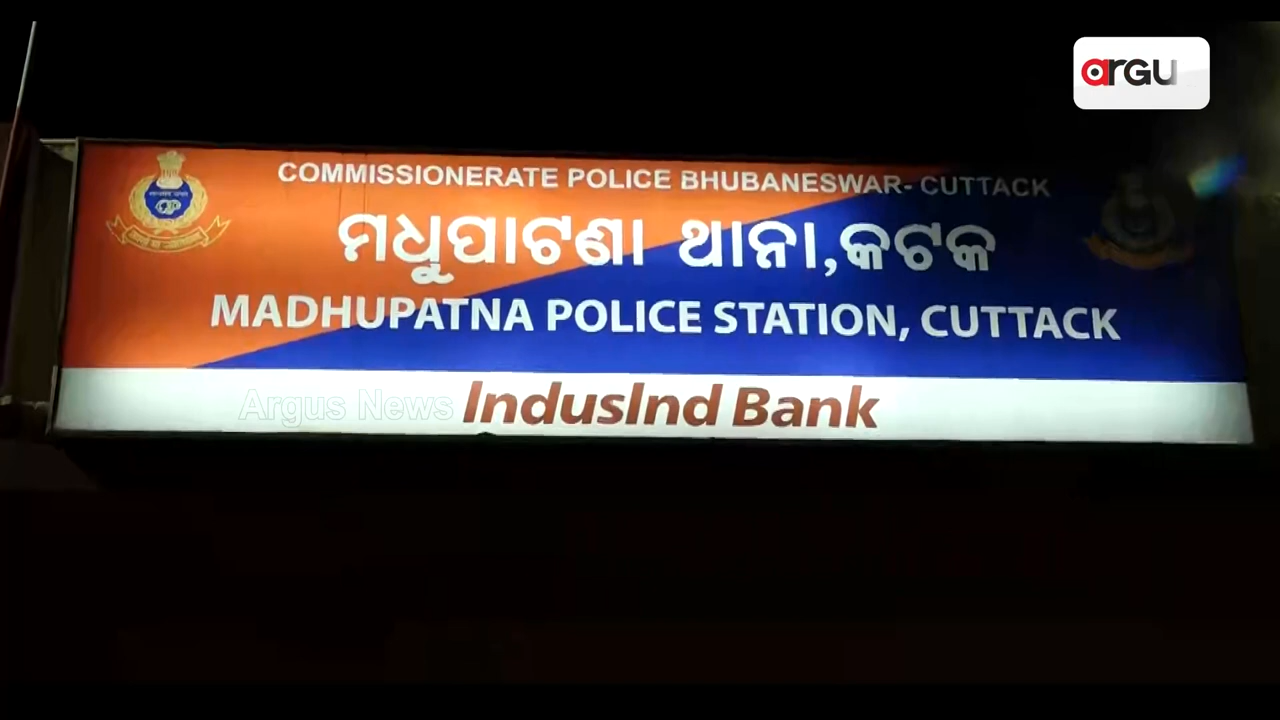 argu
COMMISSIONERATE POLICE BHUBANESWAR- CUTTACK
ମଧୁପାଟଣା ଥାନା,କଟକ
MADHUPATNA POLICE STATION, CUTTACK
Argus News
IndusInd Bank